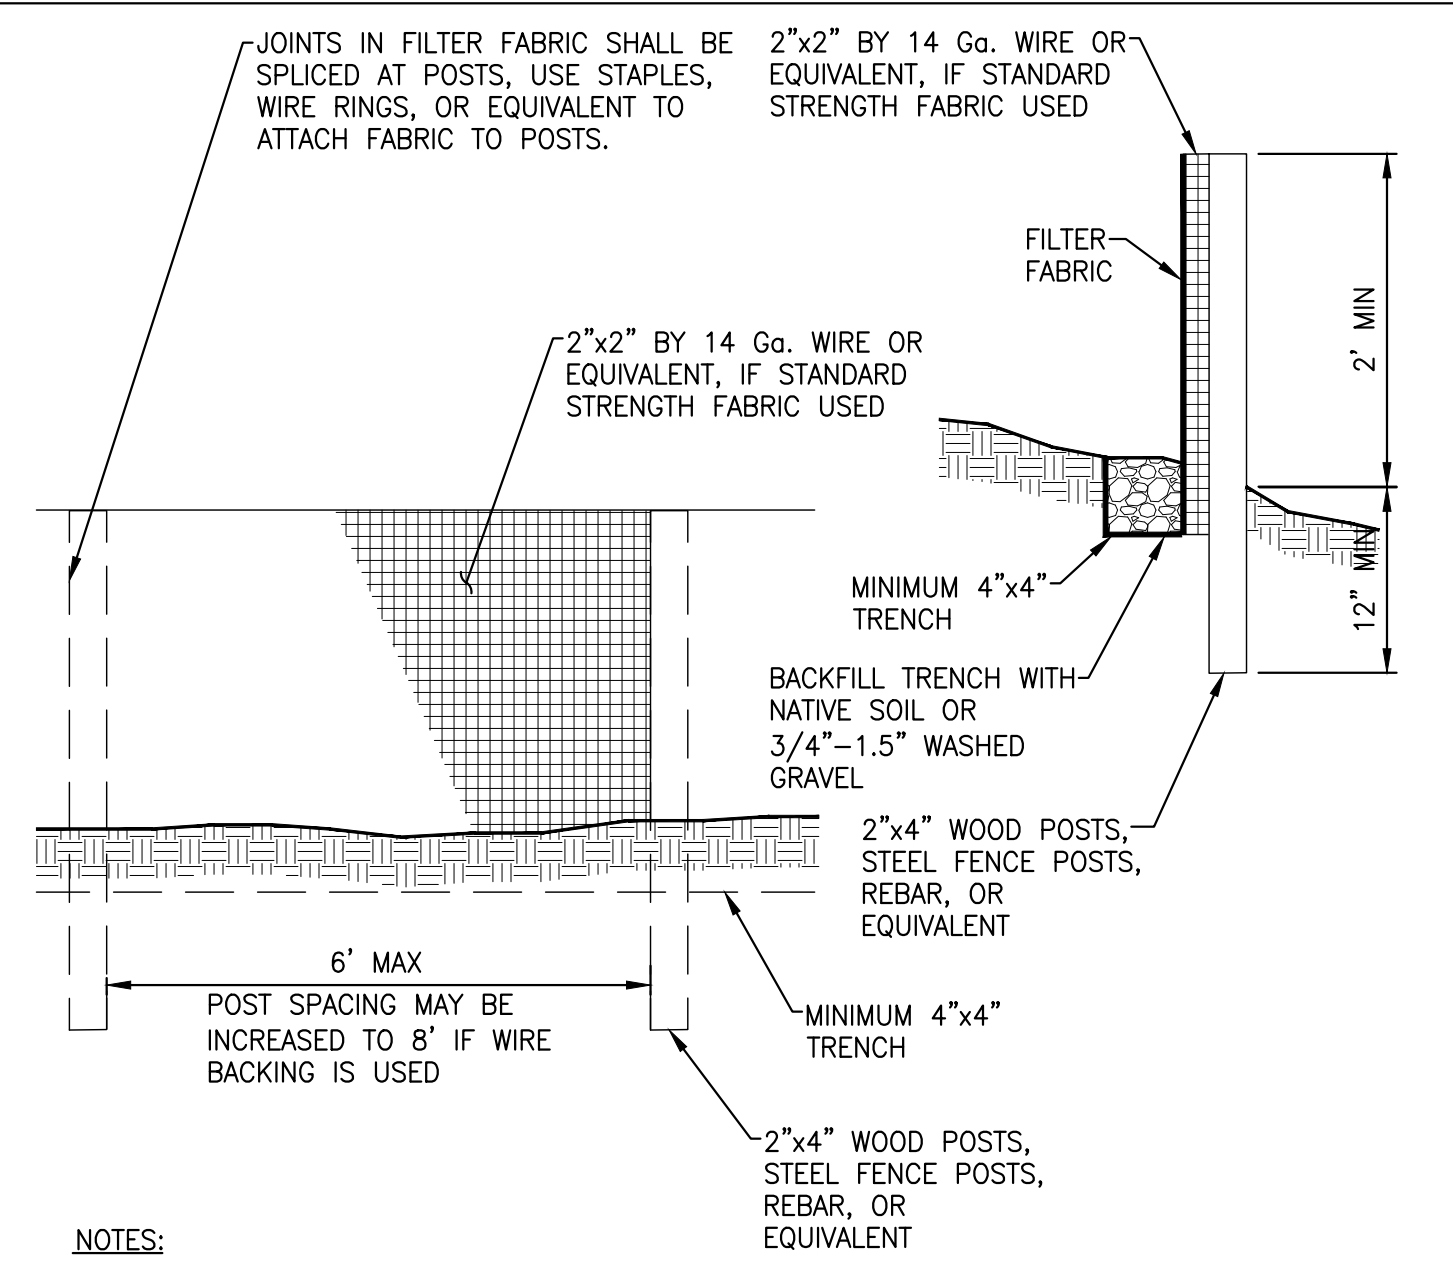 JOINTS IN FILTER FABRIC SHALL BE
SPLICED AT POSTS, USE STAPLES,
WIRE RINGS, OR EQUIVALENT TO
ATTACH FABRIC TO POSTS.
2"x2" BY 14 Ga. WIRE OR
EQUIVALENT, IF STANDARD
STRENGTH FABRIC USED
FILTER
FABRIC
2' MIN
2"x2" BY 14 Ga. WIRE OR
EQUIVALENT, IF STANDARD
STRENGTH FABRIC USED
12" MIN
MINIMUM 4"x4"
TRENCH
BACKFILL TRENCH WITH
NATIVE SOIL OR
3/4"-1.5" WASHED
GRAVEL
2"x4" WOOD POSTS,
STEEL FENCE POSTS,
REBAR, OR
EQUIVALENT
6' MAX
POST SPACING MAY BE
INCREASED TO 8' IF WIRE
BACKING IS USED
MINIMUM 4"x4"
TRENCH
2"x4" WOOD POSTS,
STEEL FENCE POSTS,
REBAR, OR
EQUIVALENT
NOTES: